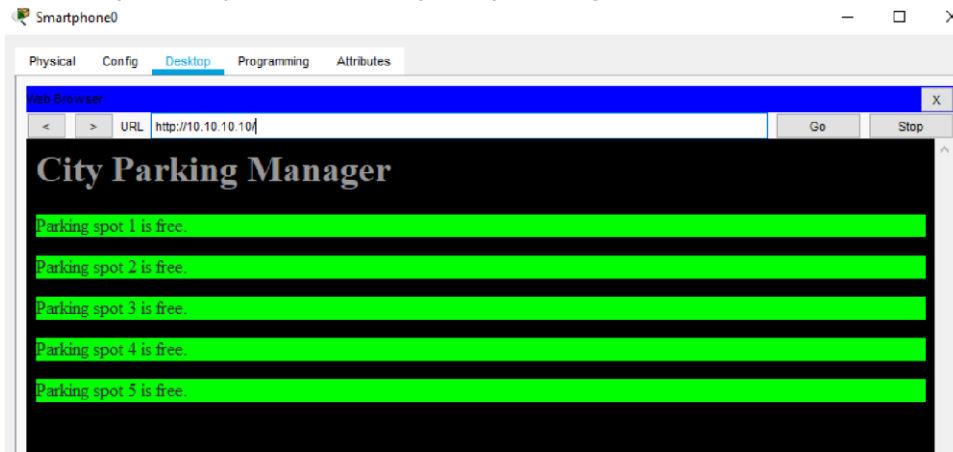 Smartphone0
Physical Config Desktop Programming Attributes
Web Browser X
< > URL http://10.10.10.10/ Go Stop
City Parking Manager
Parking spot 1 is free.
Parking spot 2 is free.
Parking spot 3 is free.
Parking spot 4 is free.
Parking spot 5 is free.